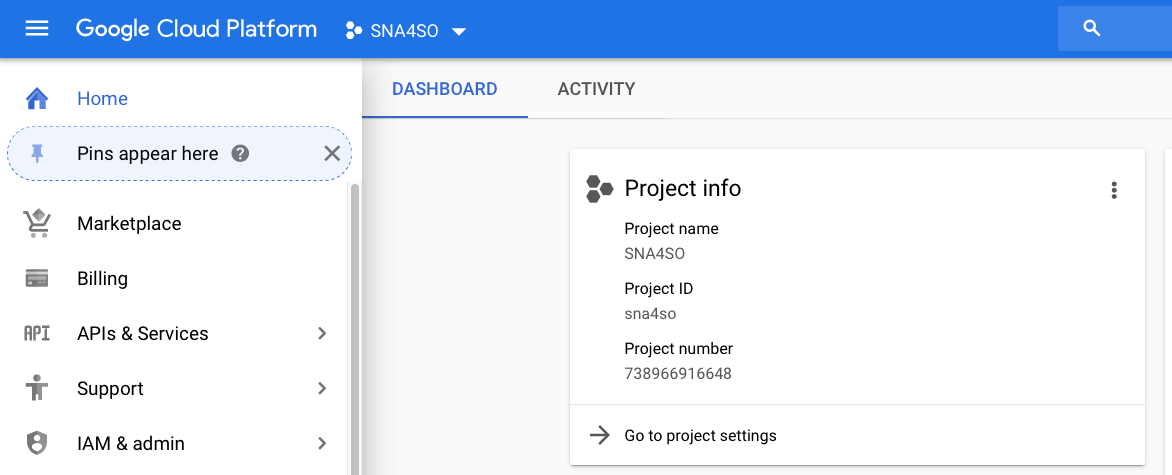 Google Cloud Platform SNA4SO
Home
Pins appear here ?
Marketplace
Billing
API APIs & Services
Support
IAM & admin
DASHBOARD ACTIVITY
Project info
Project name
SNA4SO
Project ID
sna4so
Project number
738966916648
Go to project settings